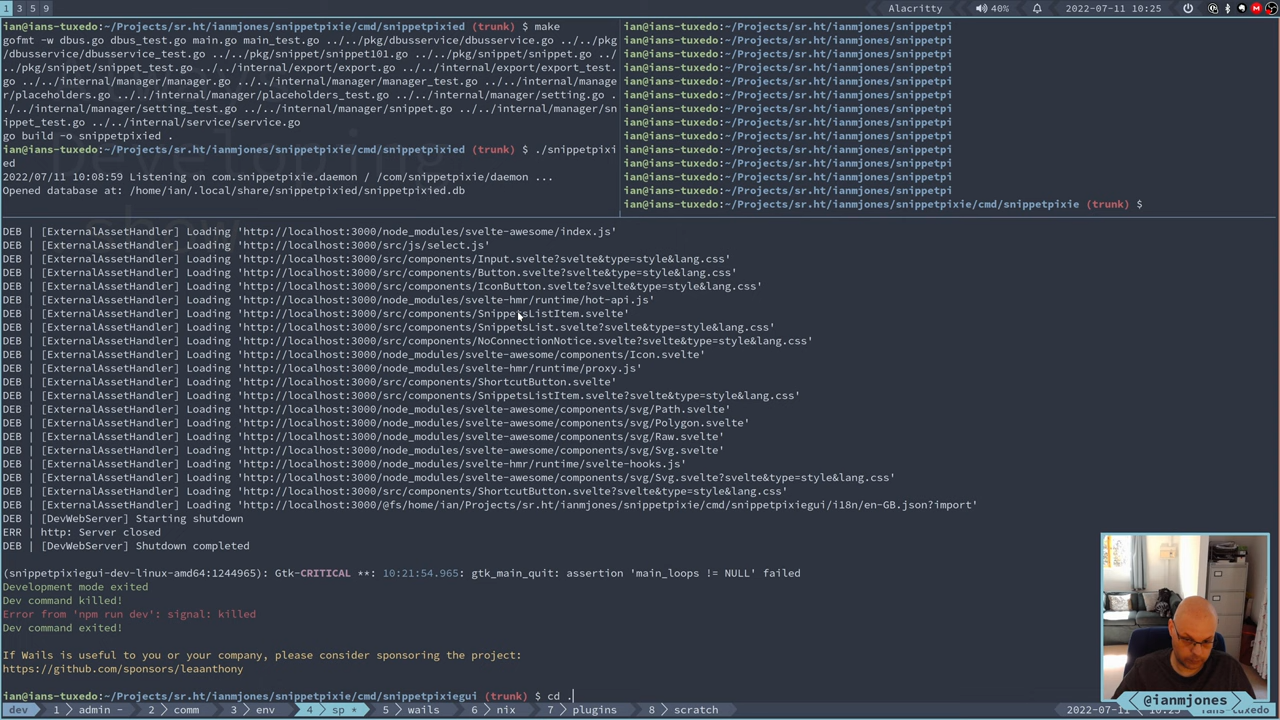 1 3 5 9
Alacritty
40%
2022-07-11 10:25
ian@ians-tuxedo:~/Projects/sr.ht/ianmjones/snippetpixie/cmd/snippetpixied (trunk) $ make
gofmt -w dbus.go dbus_test.go main.go main_test.go ../../pkg/dbusservice/dbusservice.go ../../pkg
/dbusservice/dbusservice_test.go ../../pkg/snippet/snippet101.go ../../pkg/snippet/snippet.go ../
../pkg/snippet/snippet_test.go ../../internal/export/export.go ../../internal/export/export_test.
go ../../internal/manager/manager.go ../../internal/manager/manager_test.go ../../internal/manage
r/placeholders.go ../../internal/manager/placeholders_test.go ../../internal/manager/setting.go .
./../internal/manager/setting_test.go ../../internal/manager/snippet.go ../../internal/manager/sn
ippet_test.go ../../internal/service/service.go
go build -o snippetpixied .
ian@ians-tuxedo:~/Projects/sr.ht/ianmjones/snippetpixie/cmd/snippetpixied (trunk) $ ./snippetpixi
ed
2022/07/11 10:08:59 Listening on com.snippetpixie.daemon / /com/snippetpixie/daemon ...
Opened database at: /home/ian/.local/share/snippetpixied/snippetpixied.db
ian@ians-tuxedo:~/Projects/sr.ht/ianmjones/snippetpi
ian@ians-tuxedo:~/Projects/sr.ht/ianmjones/snippetpi
ian@ians-tuxedo:~/Projects/sr.ht/ianmjones/snippetpi
ian@ians-tuxedo:~/Projects/sr.ht/ianmjones/snippetpi
ian@ians-tuxedo:~/Projects/sr.ht/ianmjones/snippetpi
ian@ians-tuxedo:~/Projects/sr.ht/ianmjones/snippetpi
ian@ians-tuxedo:~/Projects/sr.ht/ianmjones/snippetpi
ian@ians-tuxedo:~/Projects/sr.ht/ianmjones/snippetpi
ian@ians-tuxedo:~/Projects/sr.ht/ianmjones/snippetpi
ian@ians-tuxedo:~/Projects/sr.ht/ianmjones/snippetpi
ian@ians-tuxedo:~/Projects/sr.ht/ianmjones/snippetpi
ian@ians-tuxedo:~/Projects/sr.ht/ianmjones/snippetpi
ian@ians-tuxedo:~/Projects/sr.ht/ianmjones/snippetpi
ian@ians-tuxedo:~/Projects/sr.ht/ianmjones/snippetpixie/cmd/snippetpixie (trunk) $
DEB | [ExternalAssetHandler] Loading 'http://localhost:3000/node_modules/svelte-awesome/index.js'
DEB | [ExternalAssetHandler] Loading 'http://localhost:3000/src/js/select.js'
DEB | [ExternalAssetHandler] Loading 'http://localhost:3000/src/components/Input.svelte?svelte&type=style&lang.css'
DEB | [ExternalAssetHandler] Loading 'http://localhost:3000/src/components/Button.svelte?svelte&type=style&lang.css'
DEB | [ExternalAssetHandler] Loading 'http://localhost:3000/src/components/IconButton.svelte?svelte&type=style&lang.css'
DEB | [ExternalAssetHandler] Loading 'http://localhost:3000/node_modules/svelte-hmr/runtime/hot-api.js'
DEB | [ExternalAssetHandler] Loading 'http://localhost:3000/src/components/SnippetsListItem.svelte'
DEB | [ExternalAssetHandler] Loading 'http://localhost:3000/src/components/SnippetsList.svelte?svelte&type=style&lang.css'
DEB | [ExternalAssetHandler] Loading 'http://localhost:3000/src/components/NoConnectionNotice.svelte?svelte&type=style&lang.css'
DEB | [ExternalAssetHandler] Loading 'http://localhost:3000/node_modules/svelte-awesome/components/Icon.svelte'
DEB | [ExternalAssetHandler] Loading 'http://localhost:3000/node_modules/svelte-hmr/runtime/proxy.js'
DEB | [ExternalAssetHandler] Loading 'http://localhost:3000/src/components/ShortcutButton.svelte'
DEB | [ExternalAssetHandler] Loading 'http://localhost:3000/src/components/SnippetsListItem.svelte?svelte&type=style&lang.css'
DEB | [ExternalAssetHandler] Loading 'http://localhost:3000/node_modules/svelte-awesome/components/svg/Path.svelte'
DEB | [ExternalAssetHandler] Loading 'http://localhost:3000/node_modules/svelte-awesome/components/svg/Polygon.svelte'
DEB | [ExternalAssetHandler] Loading 'http://localhost:3000/node_modules/svelte-awesome/components/svg/Raw.svelte'
DEB | [ExternalAssetHandler] Loading 'http://localhost:3000/node_modules/svelte-awesome/components/svg/Svg.svelte'
DEB | [ExternalAssetHandler] Loading 'http://localhost:3000/node_modules/svelte-hmr/runtime/svelte-hooks.js'
DEB | [ExternalAssetHandler] Loading 'http://localhost:3000/node_modules/svelte-awesome/components/svg/Svg.svelte?svelte&type=style&lang.css'
DEB | [ExternalAssetHandler] Loading 'http://localhost:3000/src/components/ShortcutButton.svelte?svelte&type=style&lang.css'
DEB | [ExternalAssetHandler] Loading 'http://localhost:3000/@fs/home/ian/Projects/sr.ht/ianmjones/snippetpixie/cmd/snippetpixiegui/i18n/en-GB.json?import'
DEB | [DevWebServer] Starting shutdown
ERR | http: Server closed
DEB | [DevWebServer] Shutdown completed
(snippetpixiegui-dev-linux-amd64:1244965): Gtk-CRITICAL **: 10:21:54.965: gtk_main_quit: assertion 'main_loops != NULL' failed
Development mode exited
Dev command killed!
Error from 'npm run dev': signal: killed
Dev command exited!
If Wails is useful to you or your company, please consider sponsoring the project:
https://github.com/sponsors/leaanthony
ian@ians-tuxedo:~/Projects/sr.ht/ianmjones/snippetpixie/cmd/snippetpixiegui (trunk) $ cd .
@ianmjones
dev 1 admin - 2 comm 3 env 4 sp * 5 wails 6 nix 7 plugins 8 scratch